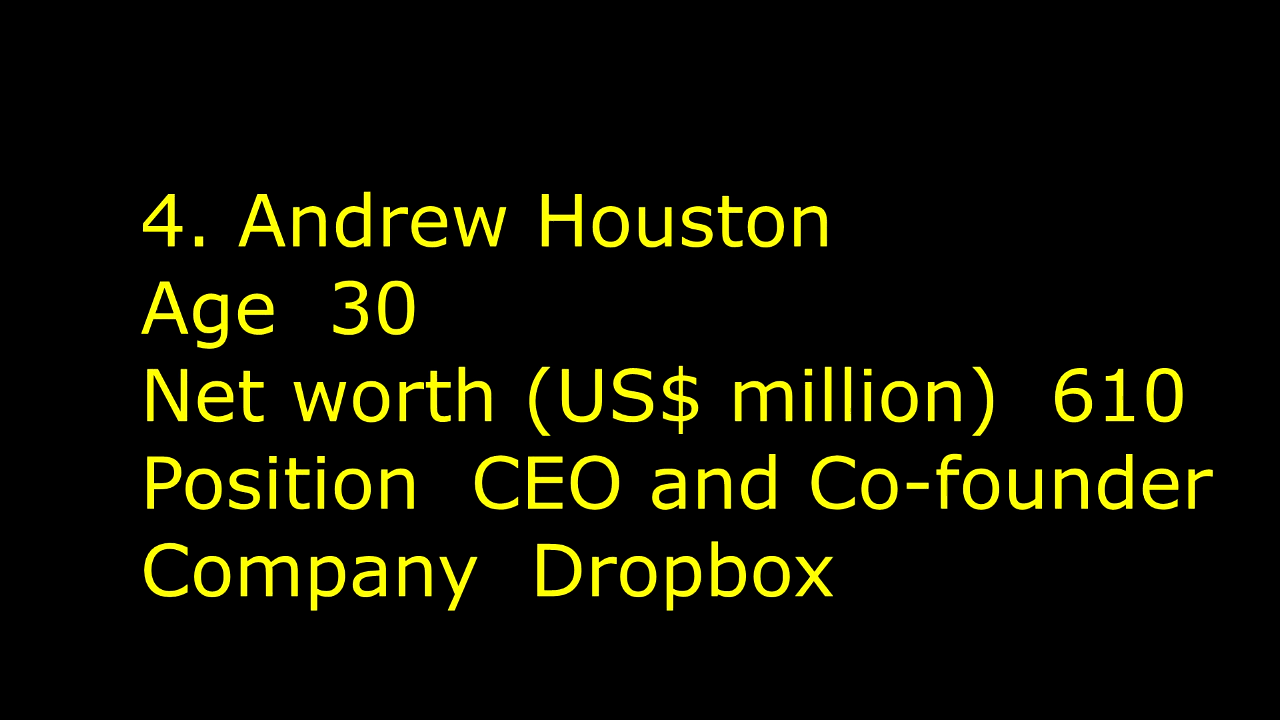 4. Andrew Houston
Age  30
Net worth (US$ million)  610
Position  CEO and Co-founder
Company  Dropbox